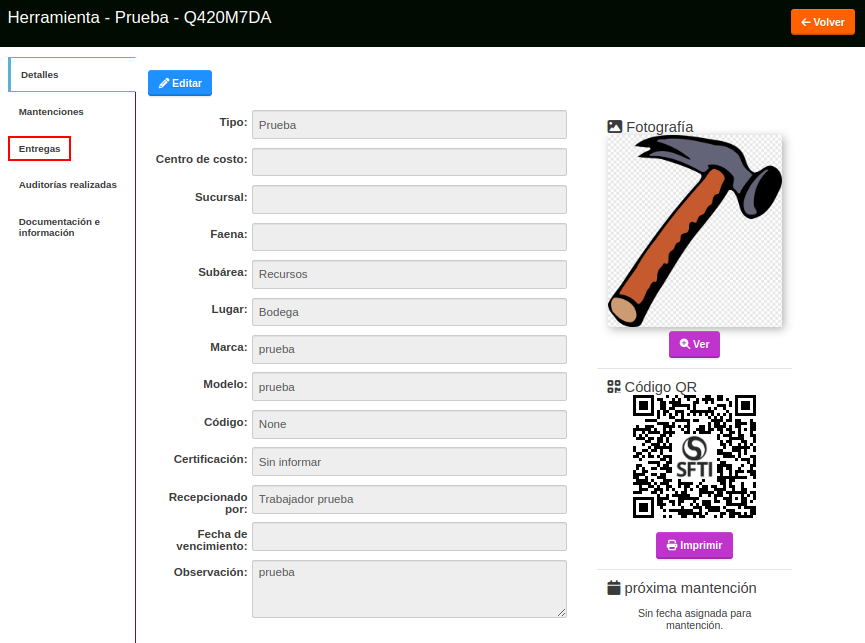 Herramienta - Prueba - Q420M7DA
Volver
Detalles
Mantenciones
Entregas
Auditorías realizadas
Documentación e
información
Editar
Tipo: Prueba
Centro de costo:
Sucursal:
Faena:
Subárea: Recursos
Lugar: Bodega
Marca: prueba
Modelo: prueba
Código: None
Certificación: Sin informar
Recepcionado
por: Trabajador prueba
Fecha de
vencimiento:
Observación: prueba
Fotografía
Ver
Código QR
SFTI
Imprimir
próxima mantención
Sin fecha asignada para
mantención.